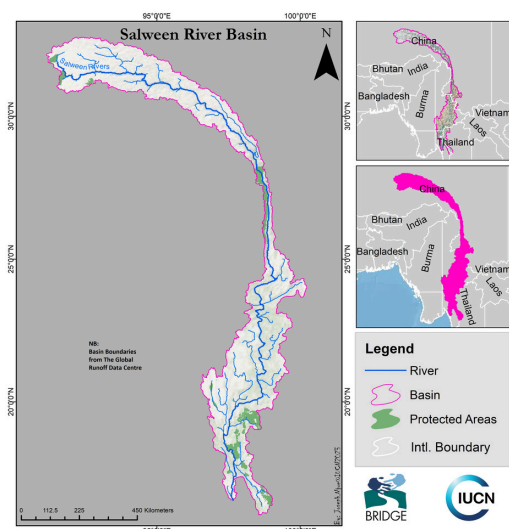 95°0'0"E
100°0'0"E
Salween River Basin
N
Salween Rivers
30°0'0"N
25°0'0"N
20°0'0"N
NB:
Basin Boundaries
from The Global
Runoff Data Centre
0 112.5 225 450 Kilometers
China
Bhutan
India
Bangladesh
Burma
Vietnam
Laos
Thailand
China
Bhutan
India
Bangladesh
Burma
Vietnam
Laos
Thailand
Legend
River
Basin
Protected Areas
Intl. Boundary
BRIDGE
IUCN